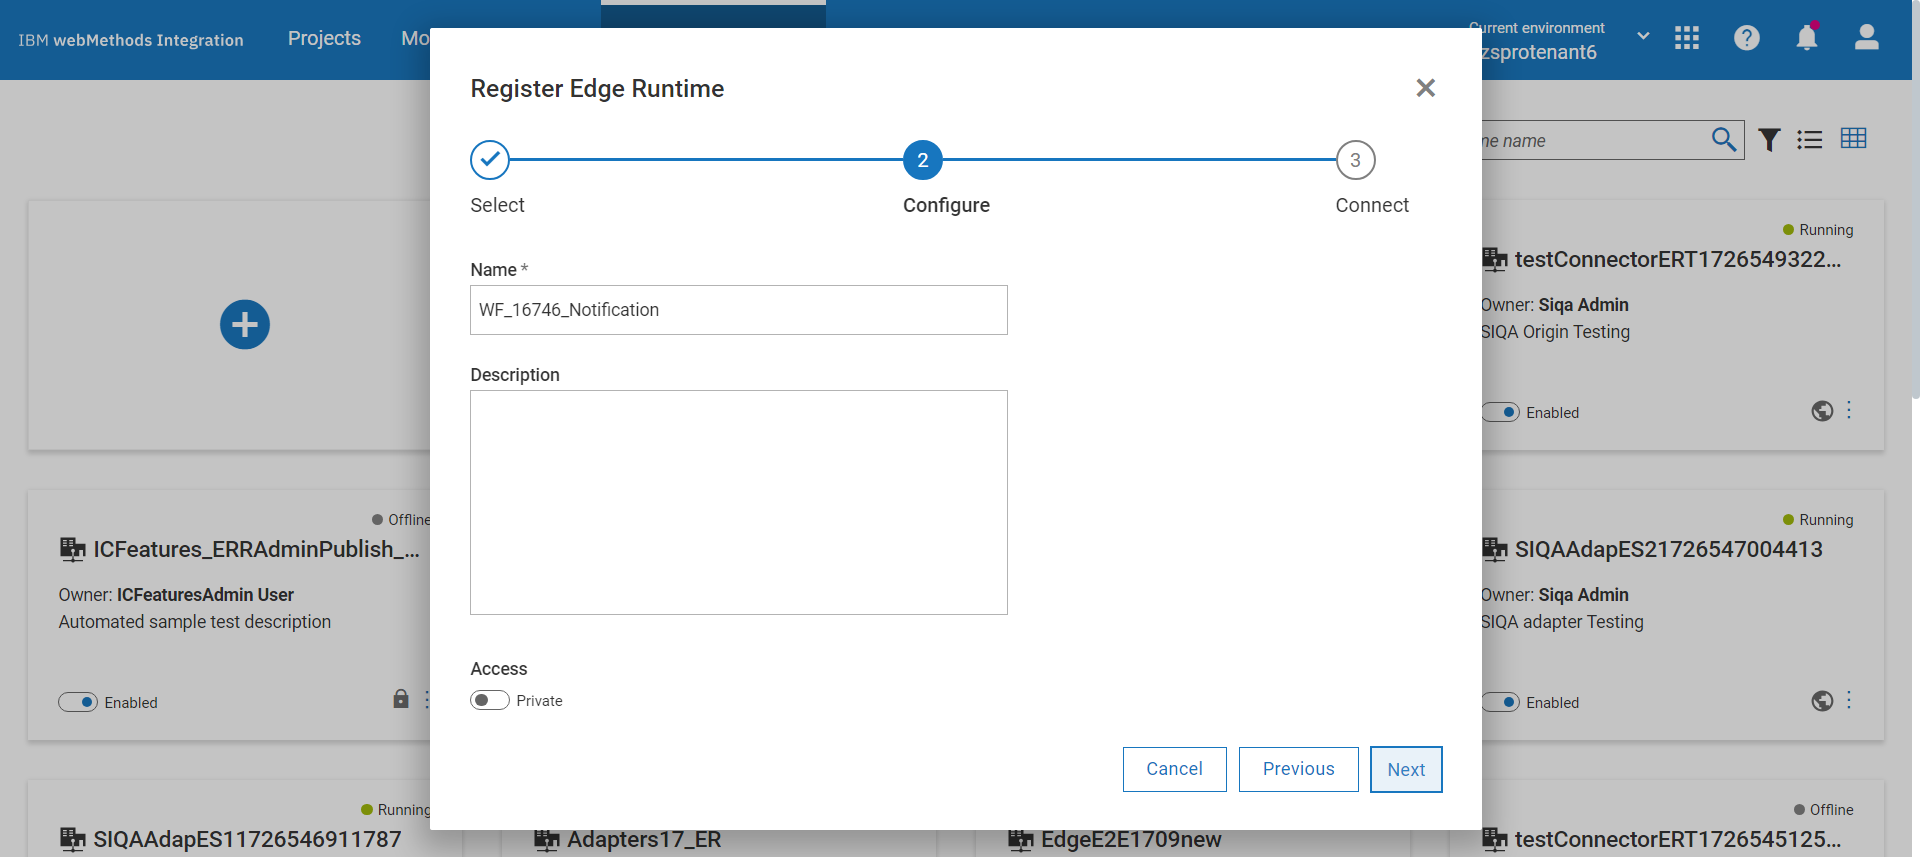 IBM webMethods Integration
Projects
Mo
Current environment
zsprotenant6
Register Edge Runtime
2
3
Select
Configure
Connect
Name *
WF_16746_Notification
Description
Access
Private
Cancel
Previous
Next
me name
Running
testConnectorERT1726549322...
Owner: Siqa Admin
SIQA Origin Testing
Enabled
Offline
ICFeatures_ERRAdminPublish_...
Owner: ICFeaturesAdmin User
Automated sample test description
Enabled
Running
SIQAAdapES21726547004413
Owner: Siqa Admin
SIQA adapter Testing
Enabled
Running
SIQAAdapES11726546911787
Adapters17_ER
EdgeE2E1709new
Offline
testConnectorERT1726545125...